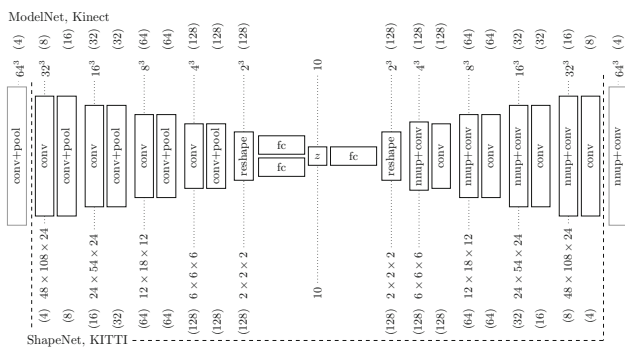 ModelNet, Kinect
(4)
(8)
(16)
(32)
(32)
(64)
(64)
(128)
(128)
(128)
(128)
(128)
(128)
(64)
(64)
(32)
(32)
(16)
(8)
(4)
64³
32³
16³
8³
4³
2³
10
2³
4³
8³
16³
32³
64³
conv+pool
conv
conv+pool
conv
conv+pool
conv
conv+pool
conv
conv+pool
reshape
fc
fc
z
fc
reshape
nnup+conv
conv
nnup+conv
conv
nnup+conv
conv
nnup+conv
conv
nnup+conv
48 × 108 × 24
24 × 54 × 24
12 × 18 × 12
6 × 6 × 6
2 × 2 × 2
10
2 × 2 × 2
6 × 6 × 6
12 × 18 × 12
24 × 54 × 24
48 × 108 × 24
(4)
(8)
(16)
(32)
(64)
(64)
(128)
(128)
(128)
(128)
(128)
(128)
(64)
(64)
(32)
(16)
(8)
(4)
ShapeNet, KITTI